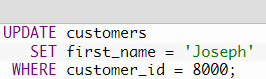 UPDATE customers
SET first_name = 'Joseph'
WHERE customer_id = 8000;